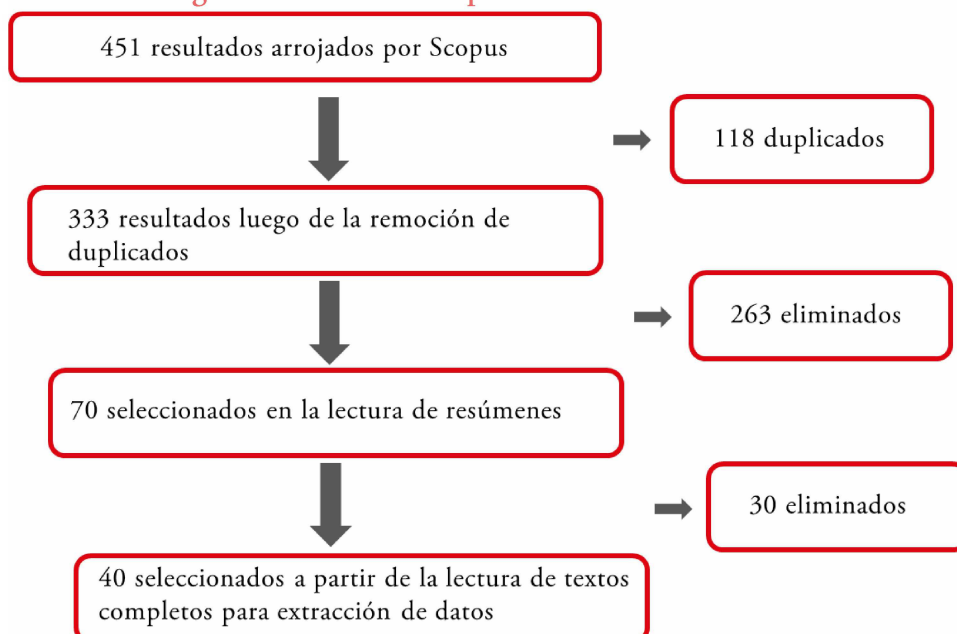 451 resultados arrojados por Scopus
118 duplicados
333 resultados luego de la remoción de
duplicados
263 eliminados
70 seleccionados en la lectura de resúmenes
30 eliminados
40 seleccionados a partir de la lectura de textos
completos para extracción de datos